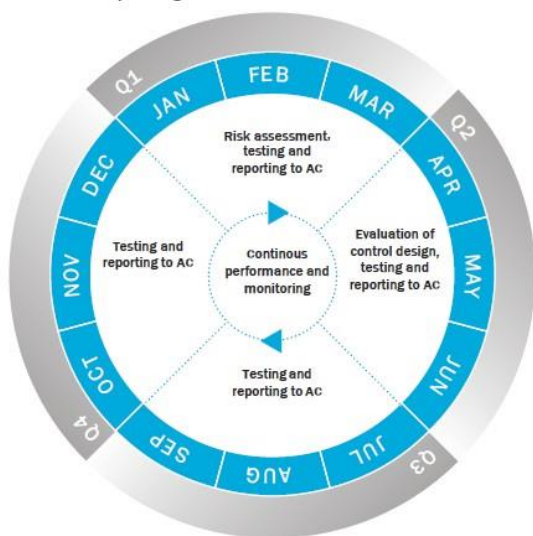 Q1
JAN
FEB
MAR
Q2
APR
MAY
JUN
Q3
JUL
AUG
SEP
Q4
OCT
NOV
DEC
Risk assessment,
testing and
reporting to AC
Evaluation of
control design,
testing and
reporting to AC
Testing and
reporting to AC
Testing and
reporting to AC
Continous
performance and
monitoring